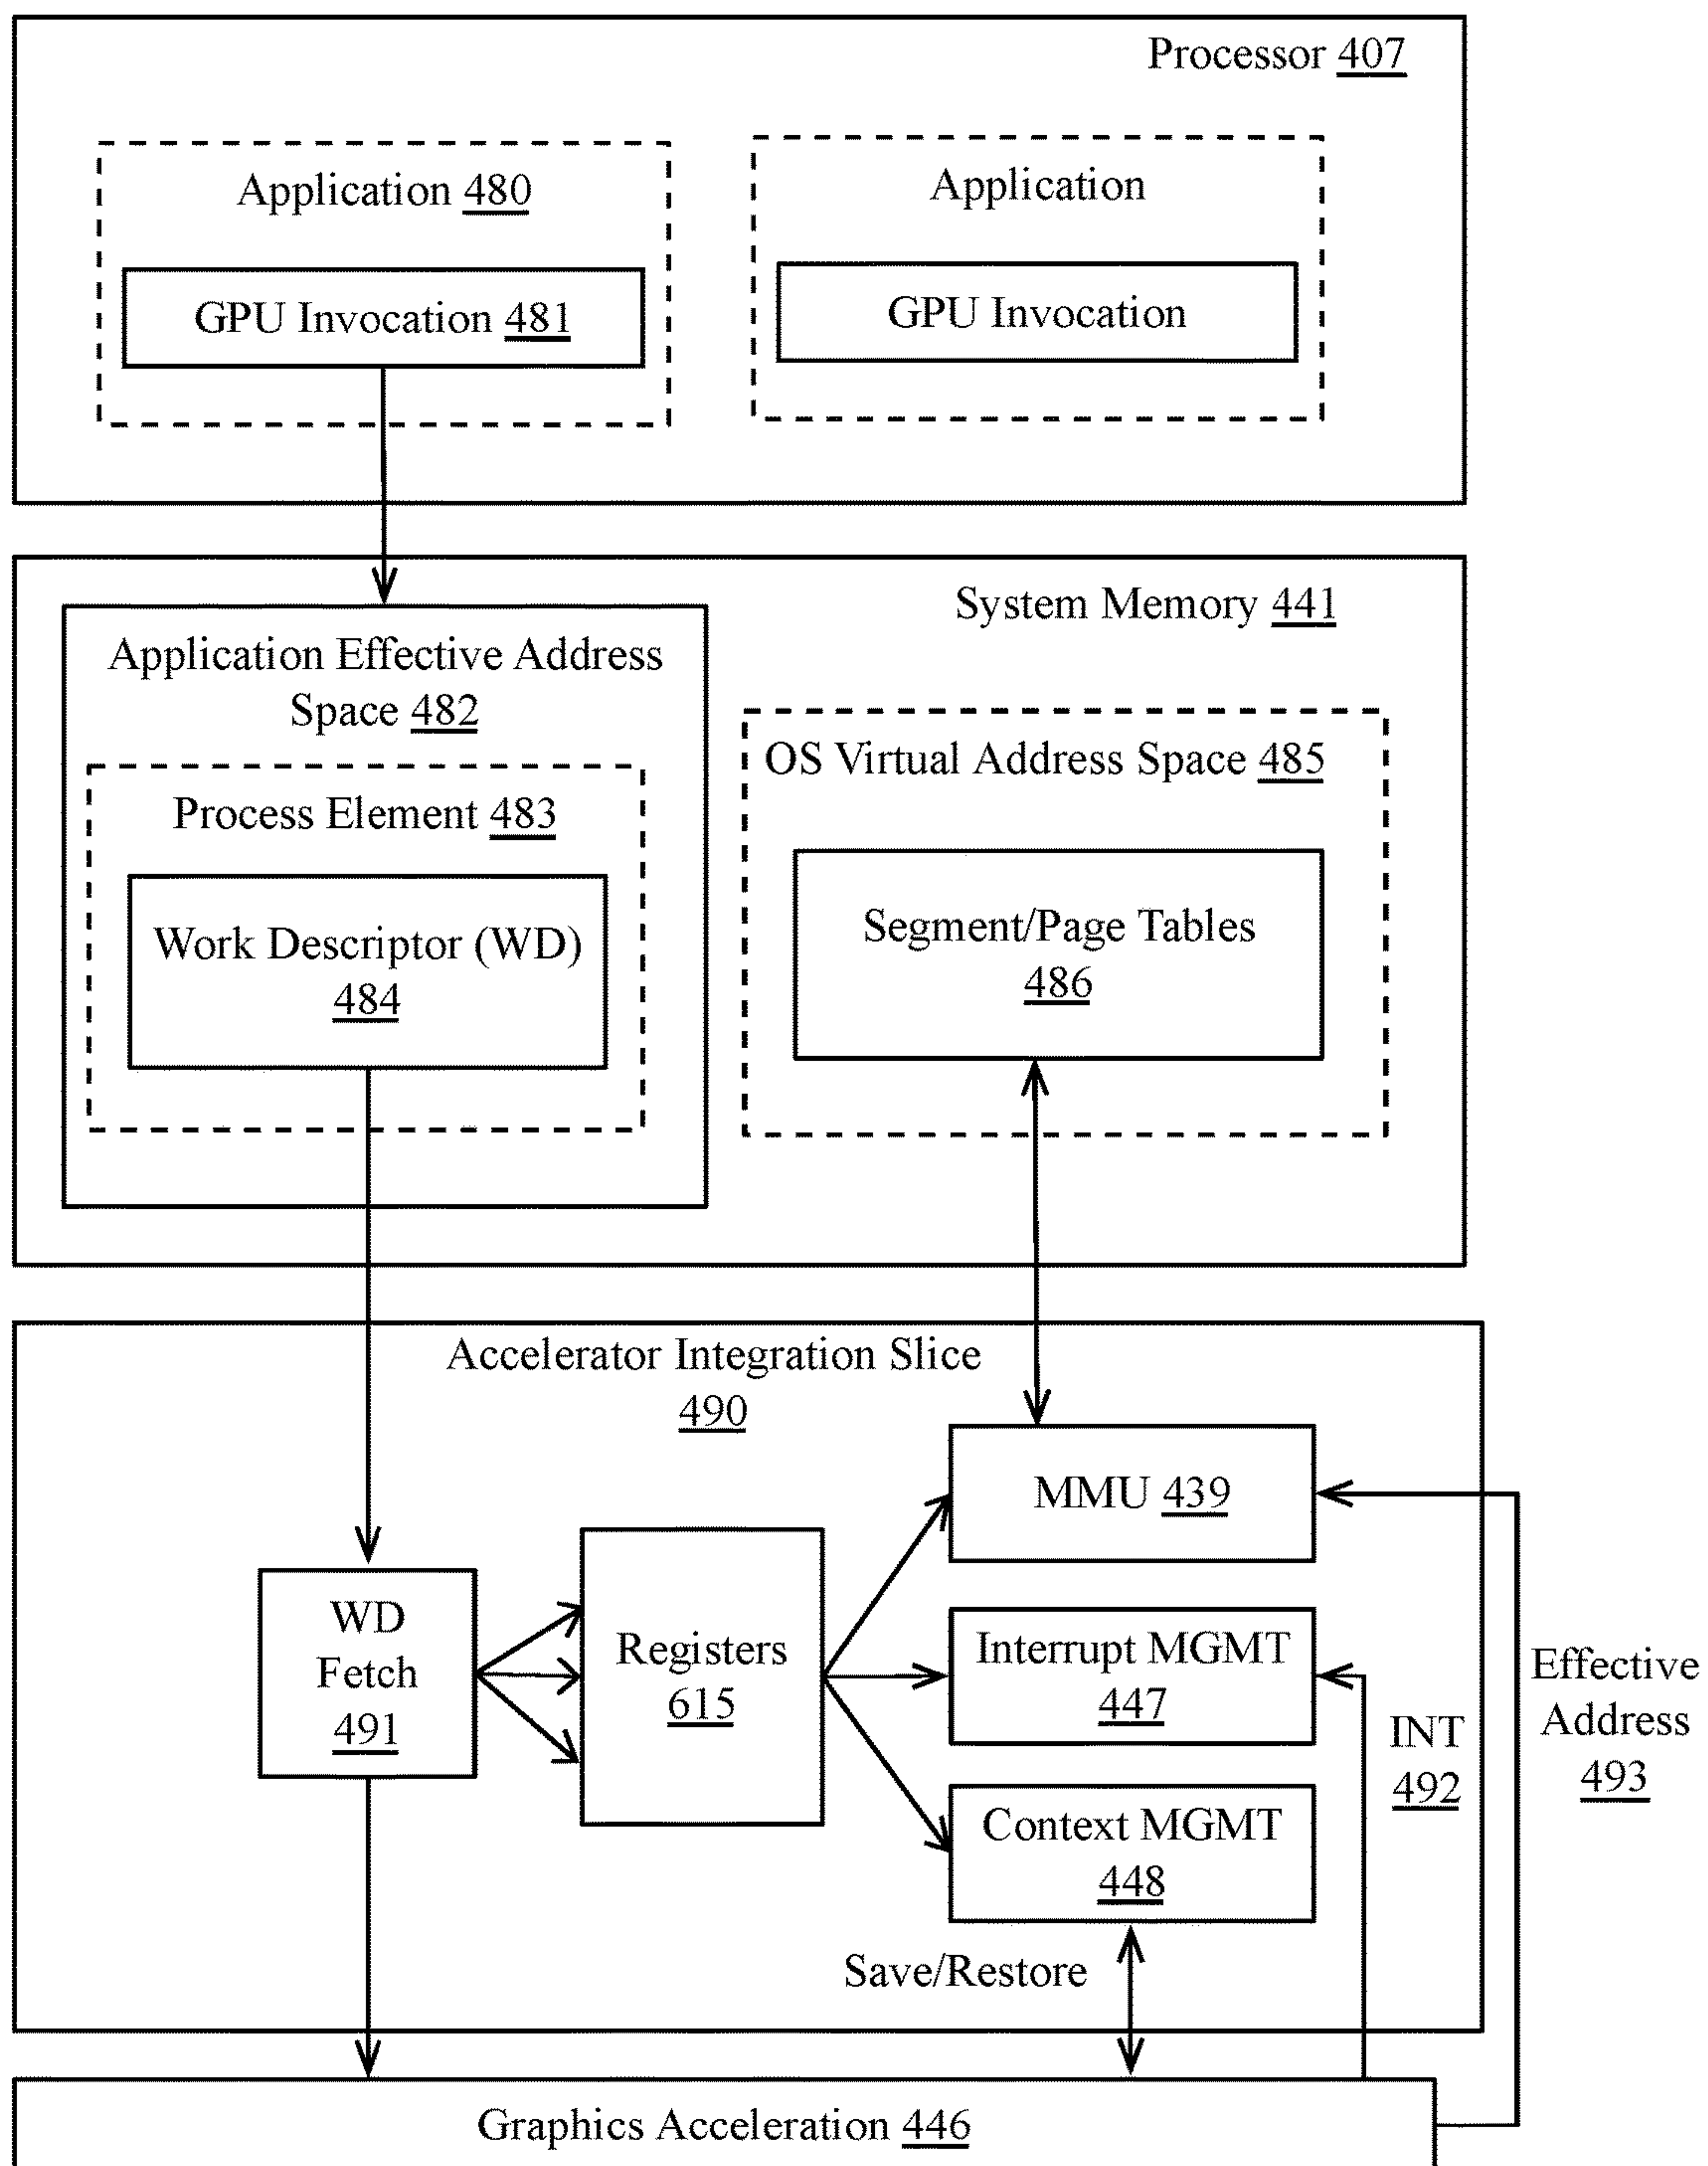 Processor 407
Application 480
GPU Invocation 481
Application
GPU Invocation
System Memory 441
Application Effective Address
Space 482
Process Element 483
Work Descriptor (WD)
484
OS Virtual Address Space 485
Segment/Page Tables
486
Accelerator Integration Slice
490
WD
Fetch
491
Registers
615
MMU 439
Interrupt MGMT
447
Context MGMT
448
Save/Restore
INT
492
Effective
Address
493
Graphics Acceleration 446